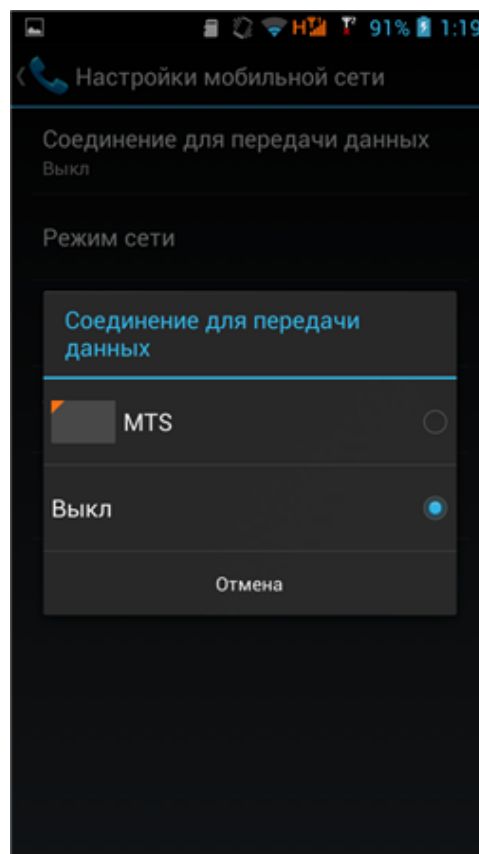 H 91% 1:19
Настройки мобильной сети
Соединение для передачи данных
Выкл
Режим сети
Соединение для передачи
данных
MTS
Выкл
Отмена